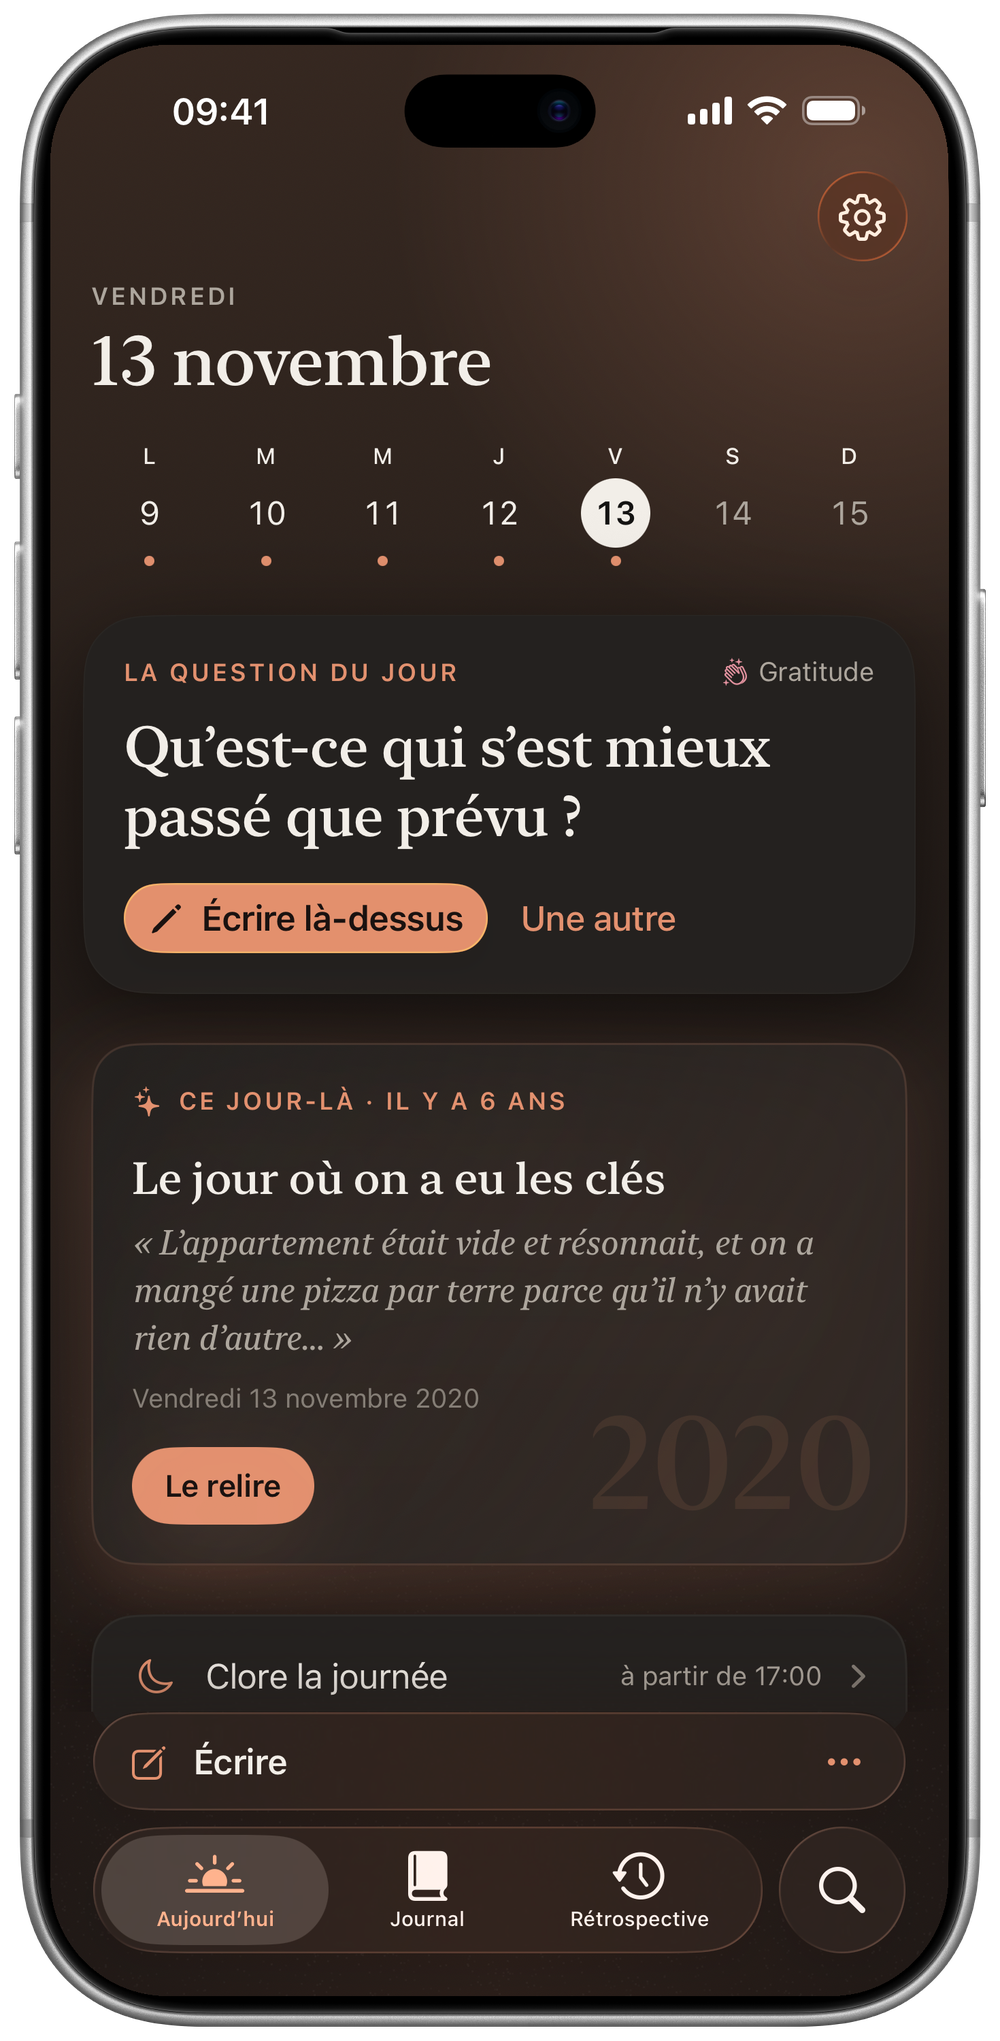 09:41
VENDREDI
13 novembre
L M M J V S D
9 10 11 12 13 14 15
LA QUESTION DU JOUR Gratitude
Qu’est-ce qui s’est mieux
passé que prévu ?
Écrire là-dessus Une autre
CE JOUR-LÀ · IL Y A 6 ANS
Le jour où on a eu les clés
« L’appartement était vide et résonnait, et on a
mangé une pizza par terre parce qu’il n’y avait
rien d’autre... »
Vendredi 13 novembre 2020
2020
Le relire
Clore la journée à partir de 17:00
Écrire
Aujourd’hui Journal Rétrospective